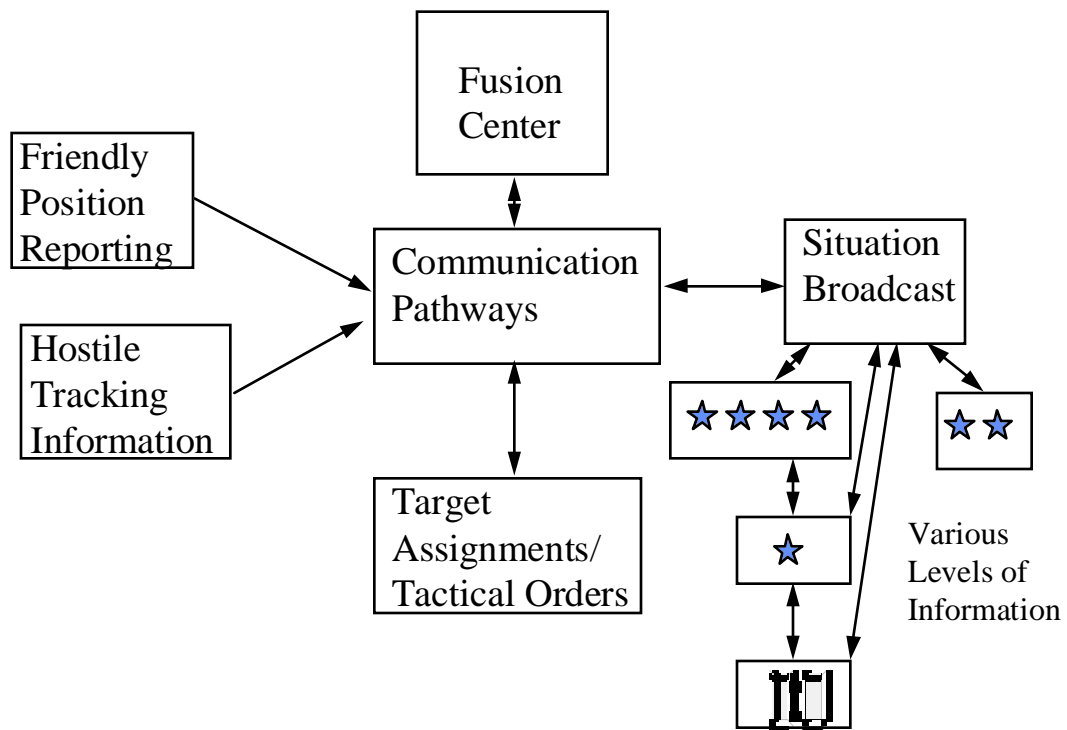 Fusion
Center
Friendly
Position
Reporting
Communication
Pathways
Situation
Broadcast
Hostile
Tracking
Information
Target
Assignments/
Tactical Orders
Various
Levels of
Information